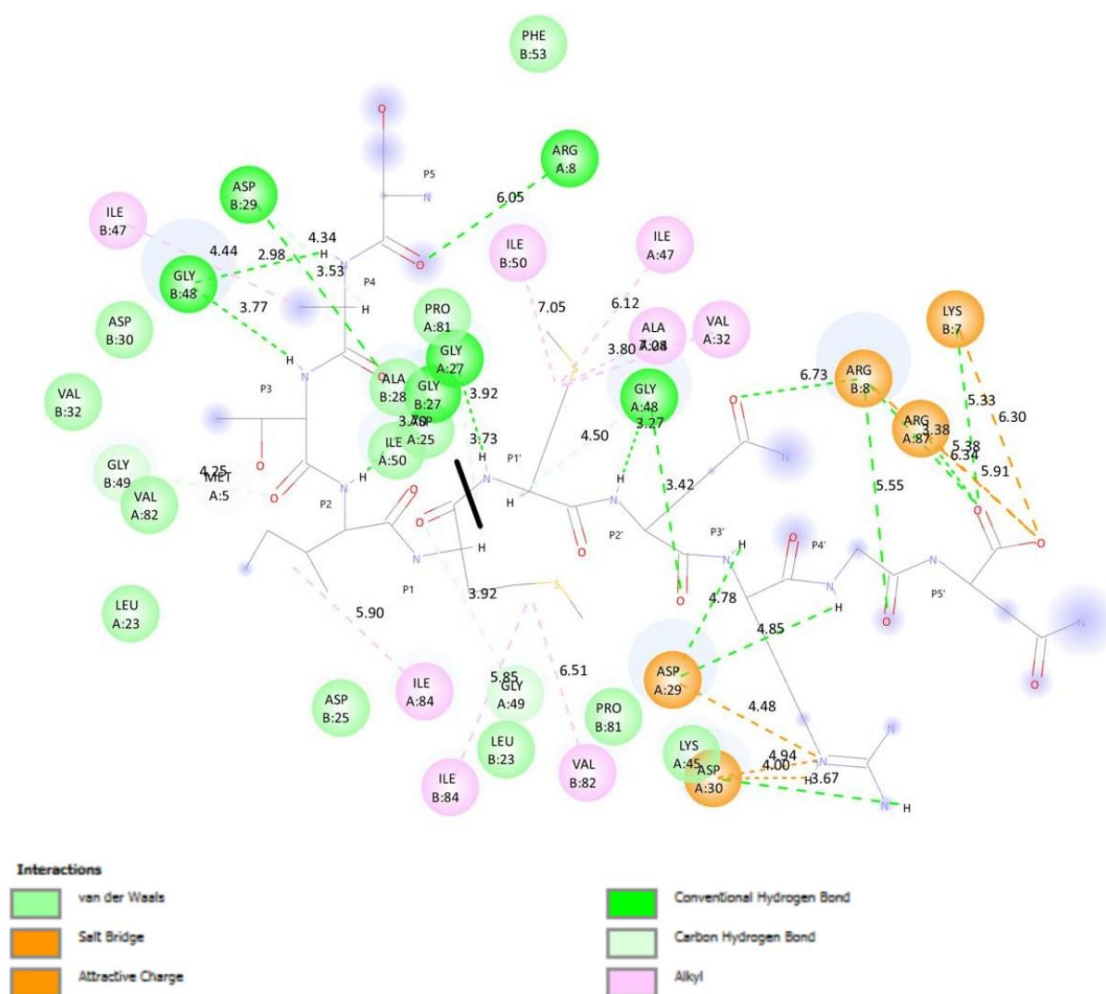 PHE
B:53
O
P5
ARG
A:8
ASP
B:29
N
6.05
ILE
B:47
4.34
H
ILE
B:50
ILE
A:47
4.44
2.98
O
N
3.53
GLY
B:48
P4
H
7.05
6.12
LYS
B:7
3.77
PRO
A:81
ALA
A:28
VAL
A:32
ASP
B:30
GLY
A:27
3.80
H
S
6.73
ARG
B:8
N
O
ALA
B:28
GLY
B:27
3.92
GLY
A:48
O
5.33
6.30
VAL
B:32
P3
ARG
A:87
3.38
ASP
A:25
3.27
5.38
6.34
O
ILE
A:50
3.73
4.50
N
5.91
GLY
B:49
4.25
MET
A:5
H
P1'
N
H
3.42
5.55
O
VAL
A:82
O
N
P2
O
O
H
N
O
P2'
P3'
H
O
P4'
O
N
O
N
N
P5'
N
H
P1
O
4.78
H
O
3.92
S
4.85
LEU
A:23
5.90
N
ASP
A:29
O
ASP
B:25
ILE
A:84
5.85
GLY
A:49
6.51
PRO
B:81
4.48
LEU
B:23
LYS
A:45
4.94
N
N
ILE
B:84
VAL
B:82
ASP
A:30
4.00
H
3.67
N
H
Interactions
van der Waals
Conventional Hydrogen Bond
Salt Bridge
Carbon Hydrogen Bond
Attractive Charge
Alkyl